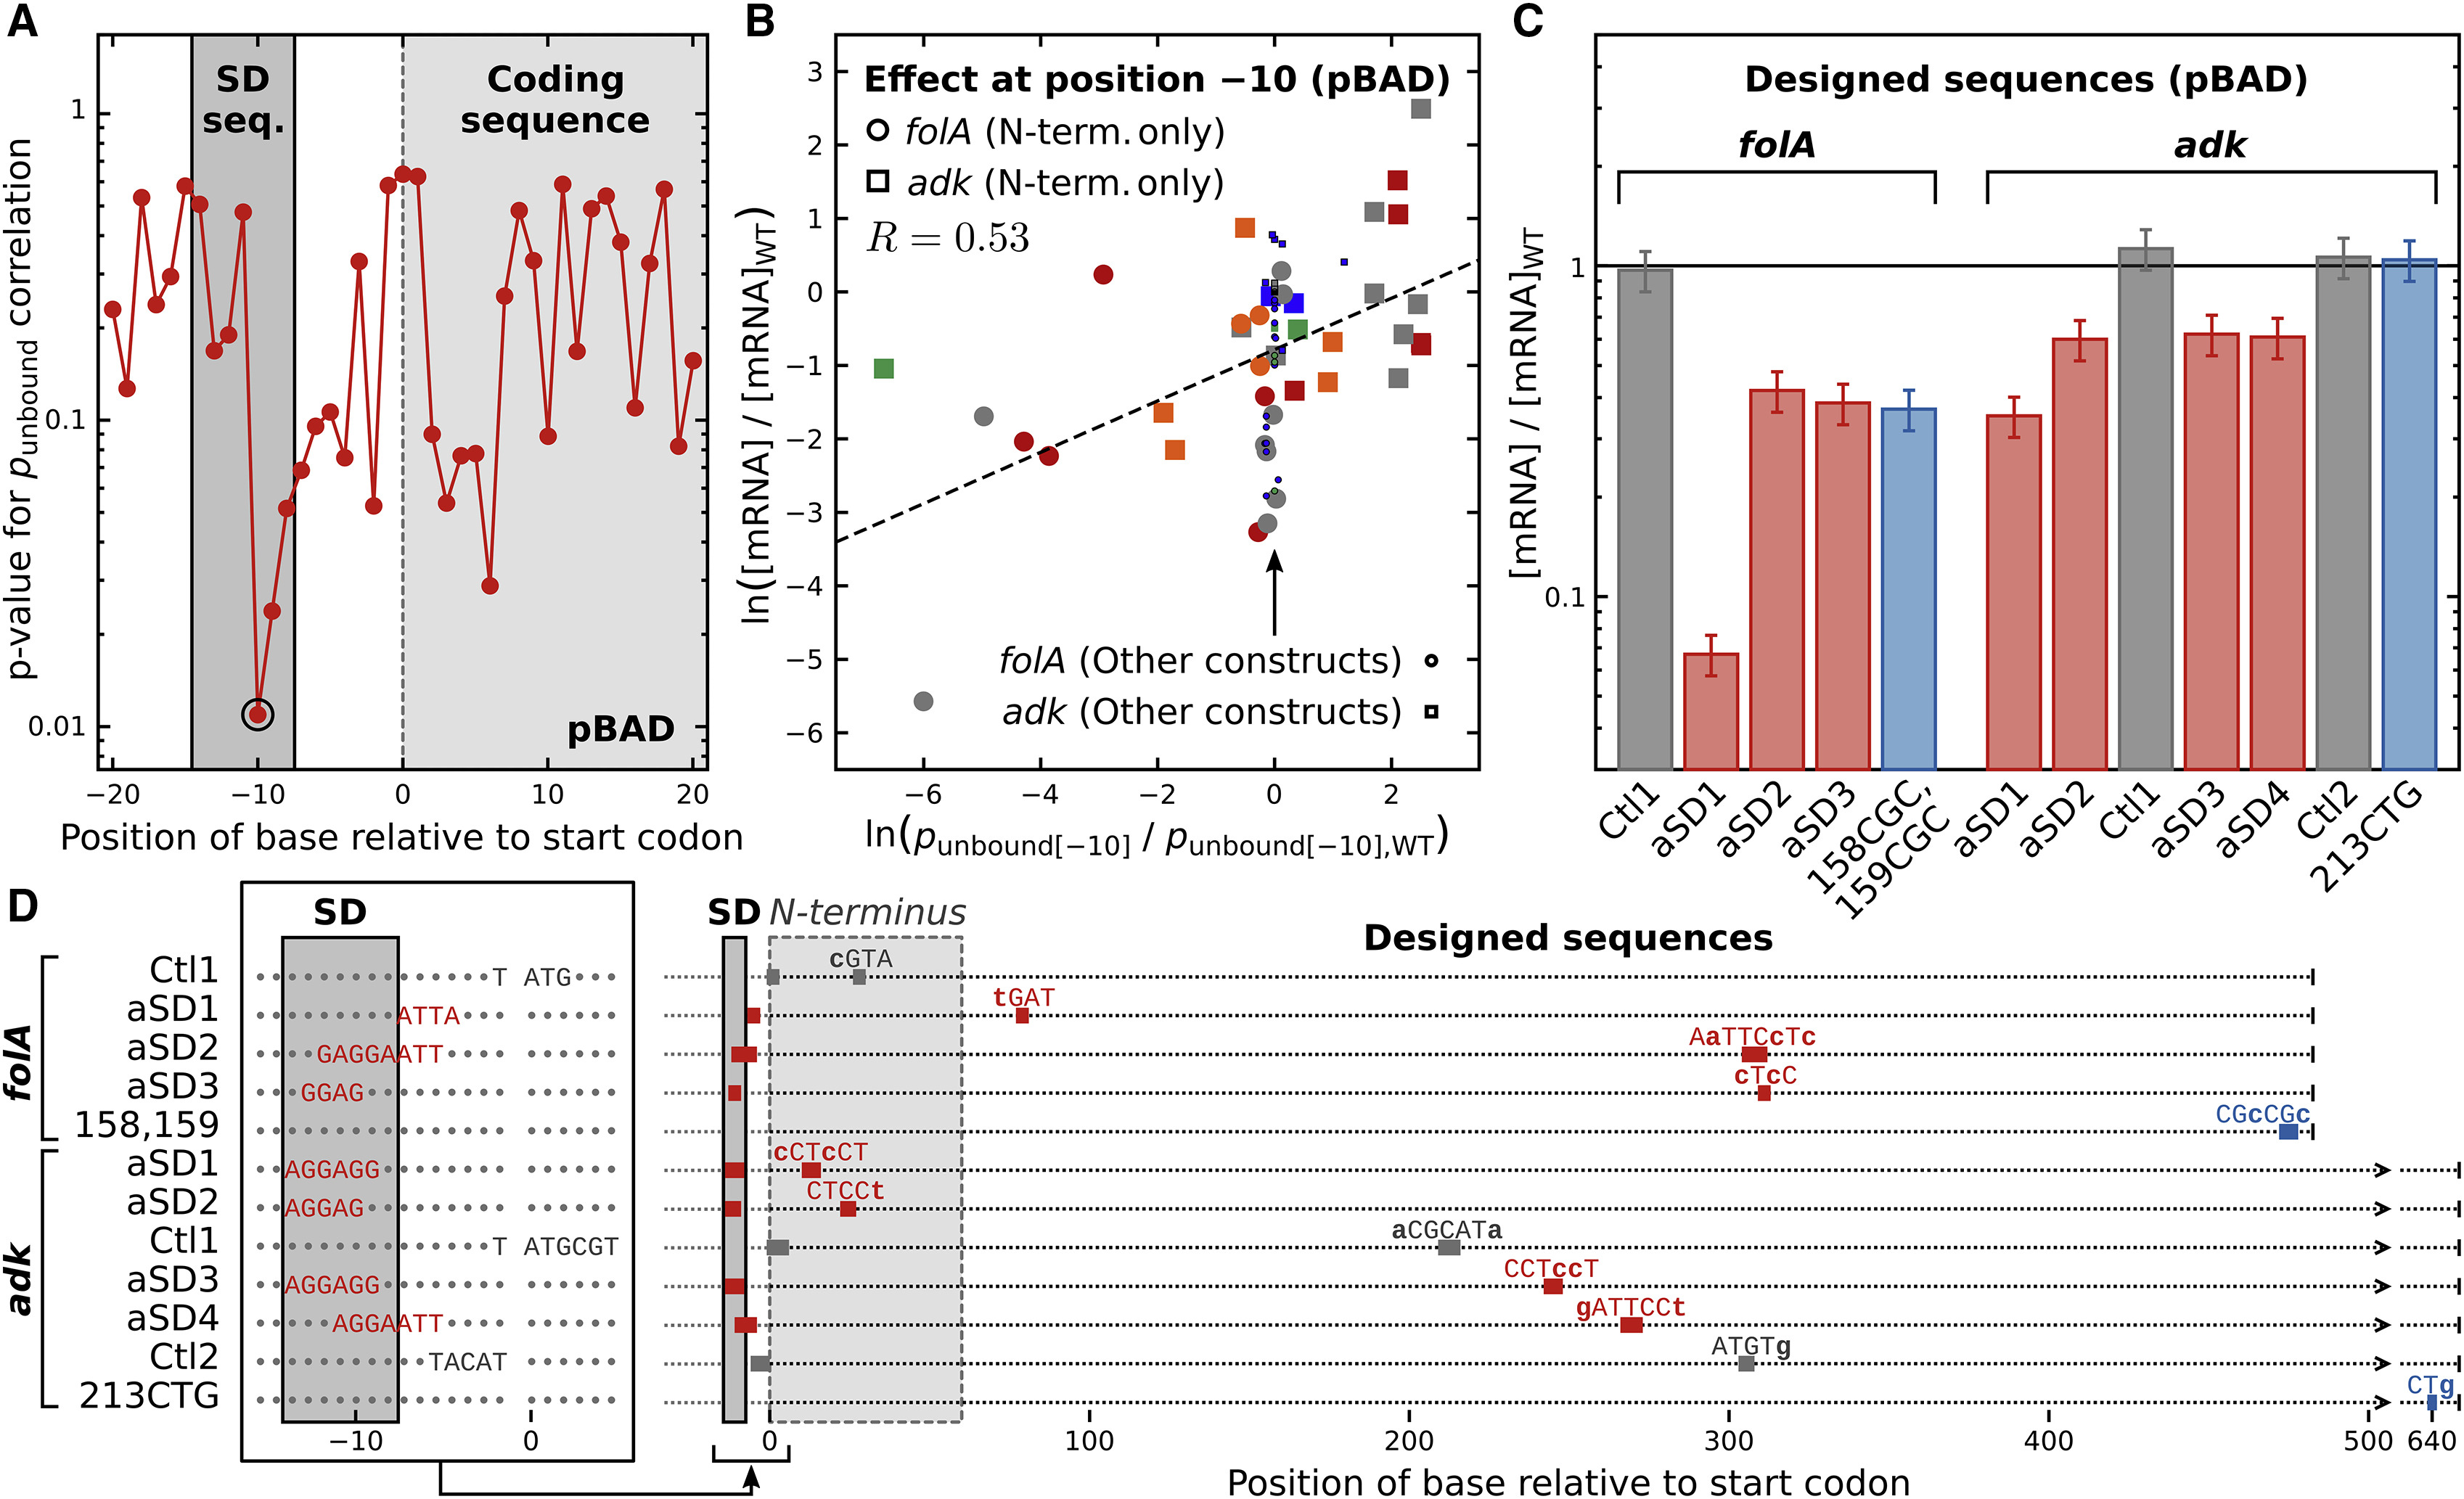 A
SD
seq.
Coding
sequence
pBAD
1
0.1
0.01
p-value for punbound correlation
−20
−10
0
10
20
Position of base relative to start codon
B
Effect at position −10 (pBAD)
folA (N-term. only)
adk (N-term. only)
R = 0.53
3
2
1
0
−1
−2
−3
−4
−5
−6
ln([mRNA] / [mRNA]WT)
folA (Other constructs)
adk (Other constructs)
−6
−4
−2
0
2
ln(punbound[−10] / punbound[−10],WT)
C
Designed sequences (pBAD)
folA
adk
1
0.1
[mRNA] / [mRNA]WT
Ctl1
aSD1
aSD2
aSD3
158CGC,
159CGC
aSD1
aSD2
Ctl1
aSD3
aSD4
Ctl2
213CTG
D
SD
SD
N-terminus
Designed sequences
folA
Ctl1
T ATG
cGTA
aSD1
ATTA
tGAT
aSD2
GAGGAATT
AaTTCcTc
aSD3
GGAG
cTcC
158,159
CGcCGc
adk
aSD1
AGGAGG
cCTcCT
aSD2
AGGAG
CTCCt
Ctl1
T ATGCGT
aCGCATa
aSD3
AGGAGG
CCTccT
aSD4
AGGAATT
gATTCCt
Ctl2
TACAT
ATGTg
213CTG
CTg
−10
0
0
100
200
300
400
500
640
Position of base relative to start codon